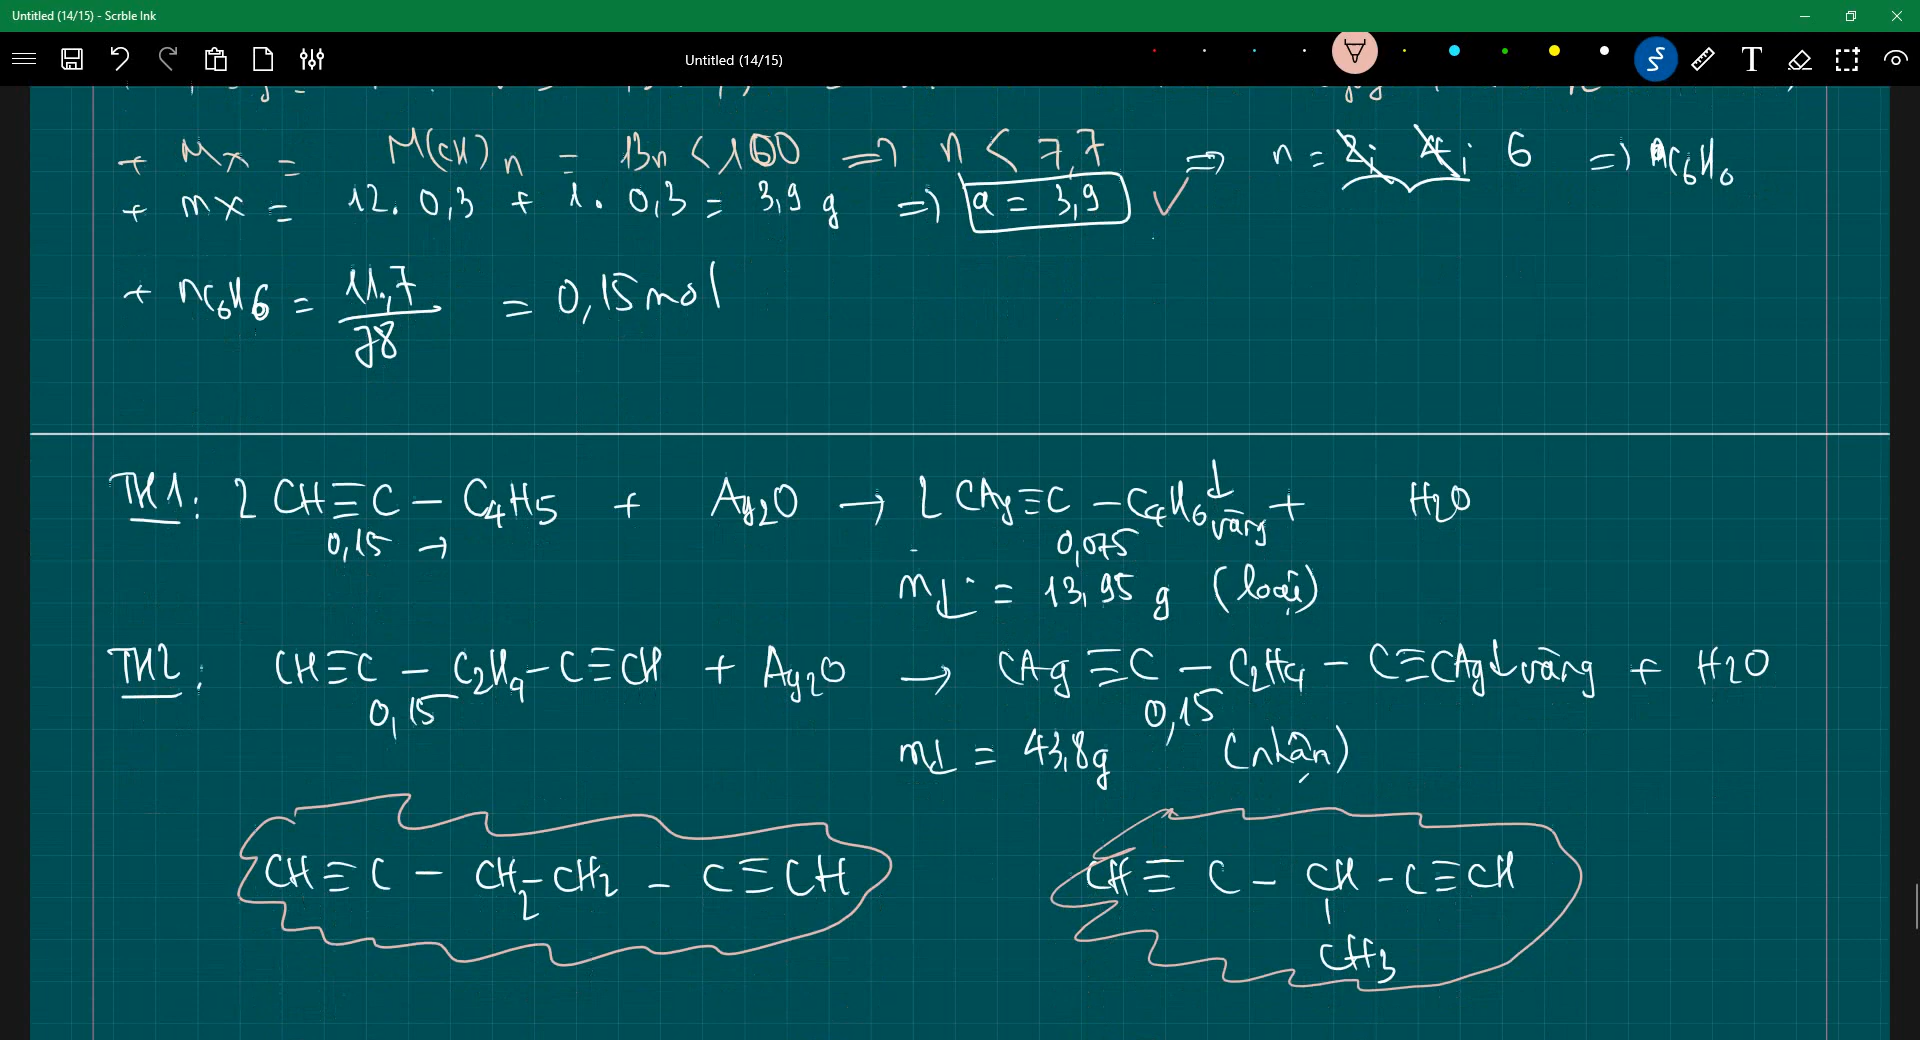 Untitled (14/15) - Scrble Ink
Untitled (14/15)
+ Mx = M(CH)n = 13n < 100 => n < 7,7 => n = 2; 4; 6 => C6H6
+ mx = 12. 0,3 + 1. 0,3 = 3,9 g => a = 3,9 ✓
+ nC6H6 = 11,7 / 78 = 0,15 mol
TH1: 2 CH≡C – C4H5 + Ag2O → 2 CAg≡C – C4H6↓ vàng + H2O
0,15 → 0,075
m↓ = 13,95 g (loại)
TH2: CH≡C – C2H4 – C≡CH + Ag2O → CAg≡C – C2H4 – C≡CAg↓ vàng + H2O
0,15 0,15
m↓ = 43,8g (nhận)
CH≡C – CH2–CH2 – C≡CH CH≡C – CH – C≡CH
CH3